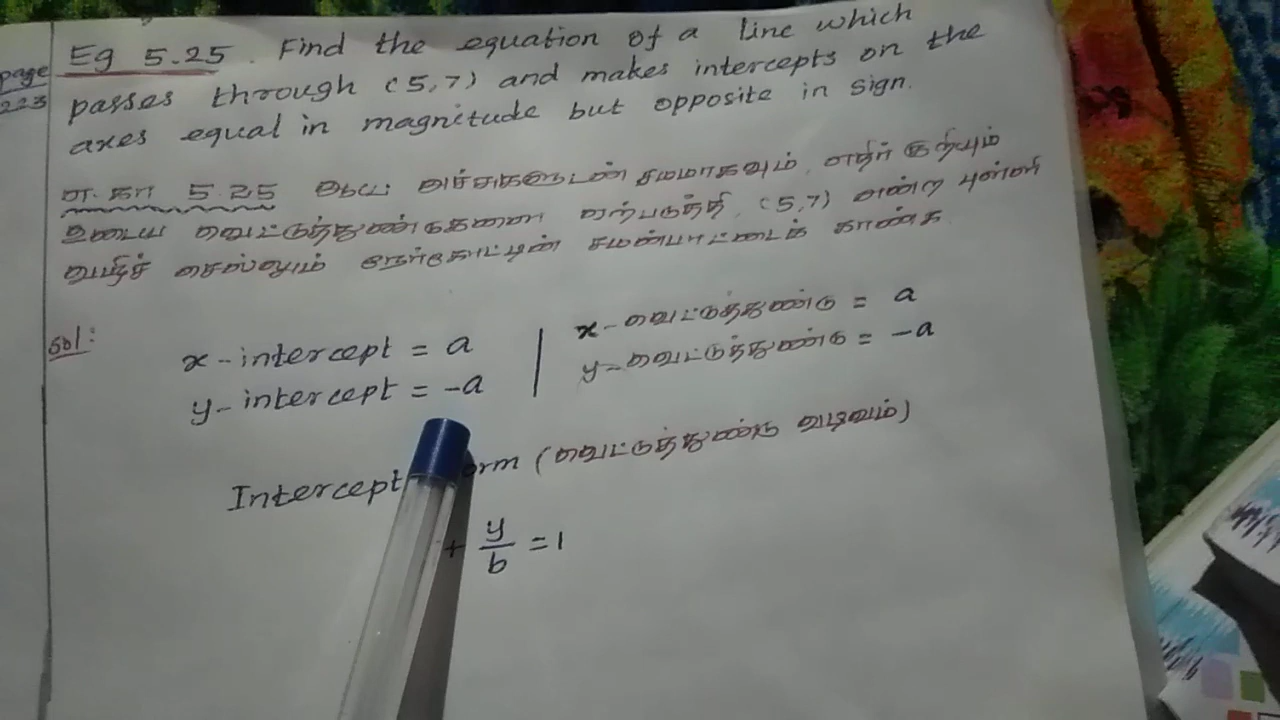 page
223
Eg 5.25. Find the equation of a line which
passes through (5,7) and makes intercepts on the
axes equal in magnitude but opposite in sign.
எ.கா 5.25 ஆய அச்சுகளுடன் சமமாகவும், எதிர் குறியும்
உடைய வெட்டுத்துண்டுகளை ஏற்படுத்தி, (5,7) என்ற புள்ளி
வழிச் செல்லும் நேர்கோட்டின் சமன்பாட்டைக் காண்க
Sol:
x-intercept = a | x-வெட்டுத்துண்டு = a
y-intercept = -a | y-வெட்டுத்துண்டு = -a
Intercept (வெட்டுத்துண்டு வடிவம்)
+ y/b = 1